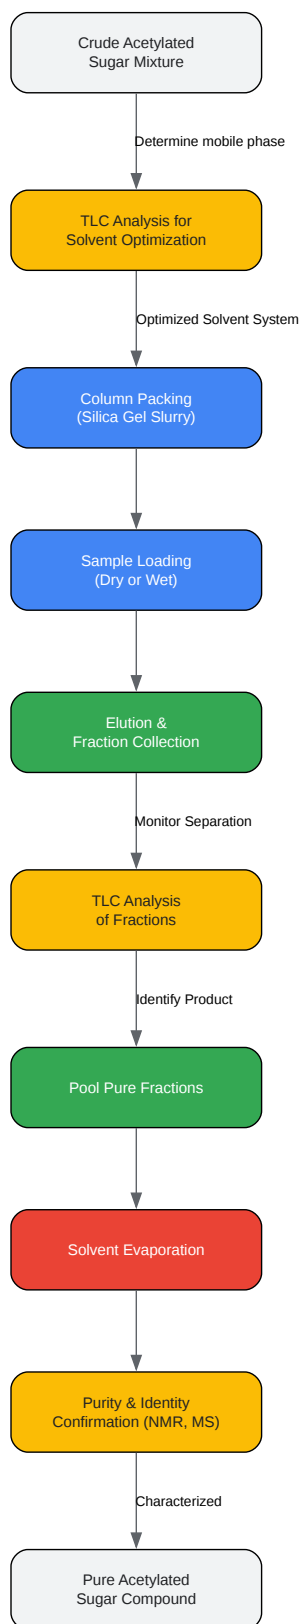 Crude Acetylated
Sugar Mixture
Determine mobile phase
TLC Analysis for
Solvent Optimization
Optimized Solvent System
Column Packing
(Silica Gel Slurry)
Sample Loading
(Dry or Wet)
Elution &
Fraction Collection
Monitor Separation
TLC Analysis
of Fractions
Identify Product
Pool Pure Fractions
Solvent Evaporation
Purity & Identity
Confirmation (NMR, MS)
Characterized
Pure Acetylated
Sugar Compound